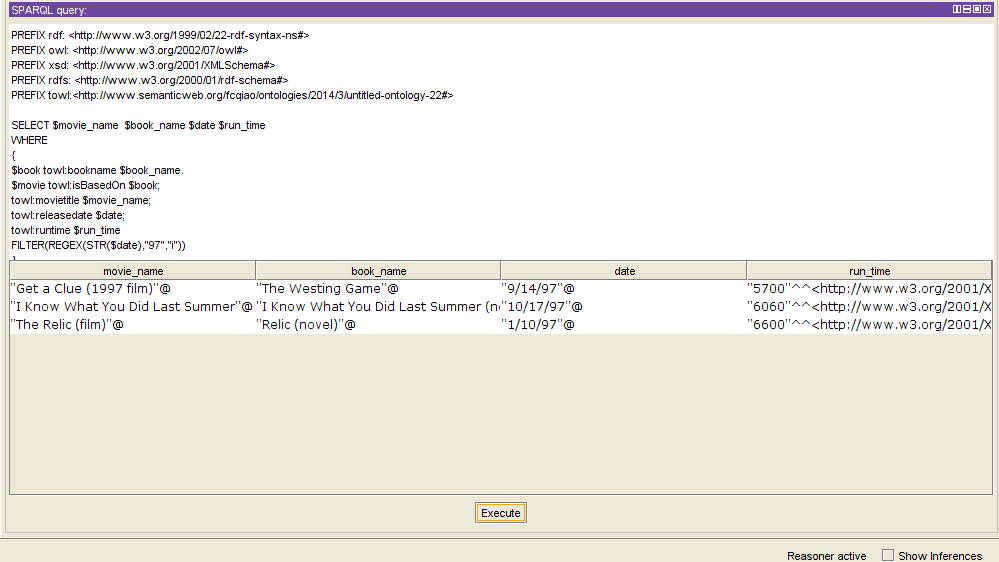 SPARQL query:
PREFIX rdf: <http://www.w3.org/1999/02/22-rdf-syntax-ns#>
PREFIX owl: <http://www.w3.org/2002/07/owl#>
PREFIX xsd: <http://www.w3.org/2001/XMLSchema#>
PREFIX rdfs: <http://www.w3.org/2000/01/rdf-schema#>
PREFIX towl:<http://www.semanticweb.org/fcqiao/ontologies/2014/3/untitled-ontology-22#>
SELECT $movie_name  $book_name $date $run_time
WHERE
{
$book towl:bookname $book_name.
$movie towl:isBasedOn $book;
towl:movietitle $movie_name;
towl:releasedate $date;
towl:runtime $run_time
FILTER(REGEX(STR($date),"97","i"))
movie_name book_name date run_time
"Get a Clue (1997 film)"@ "The Westing Game"@ "9/14/97"@ "5700"^^<http://www.w3.org/2001/X
"I Know What You Did Last Summer"@ "I Know What You Did Last Summer (n "10/17/97"@ "6060"^^<http://www.w3.org/2001/X
"The Relic (film)"@ "Relic (novel)"@ "1/10/97"@ "6600"^^<http://www.w3.org/2001/X
Execute
Reasoner active Show Inferences